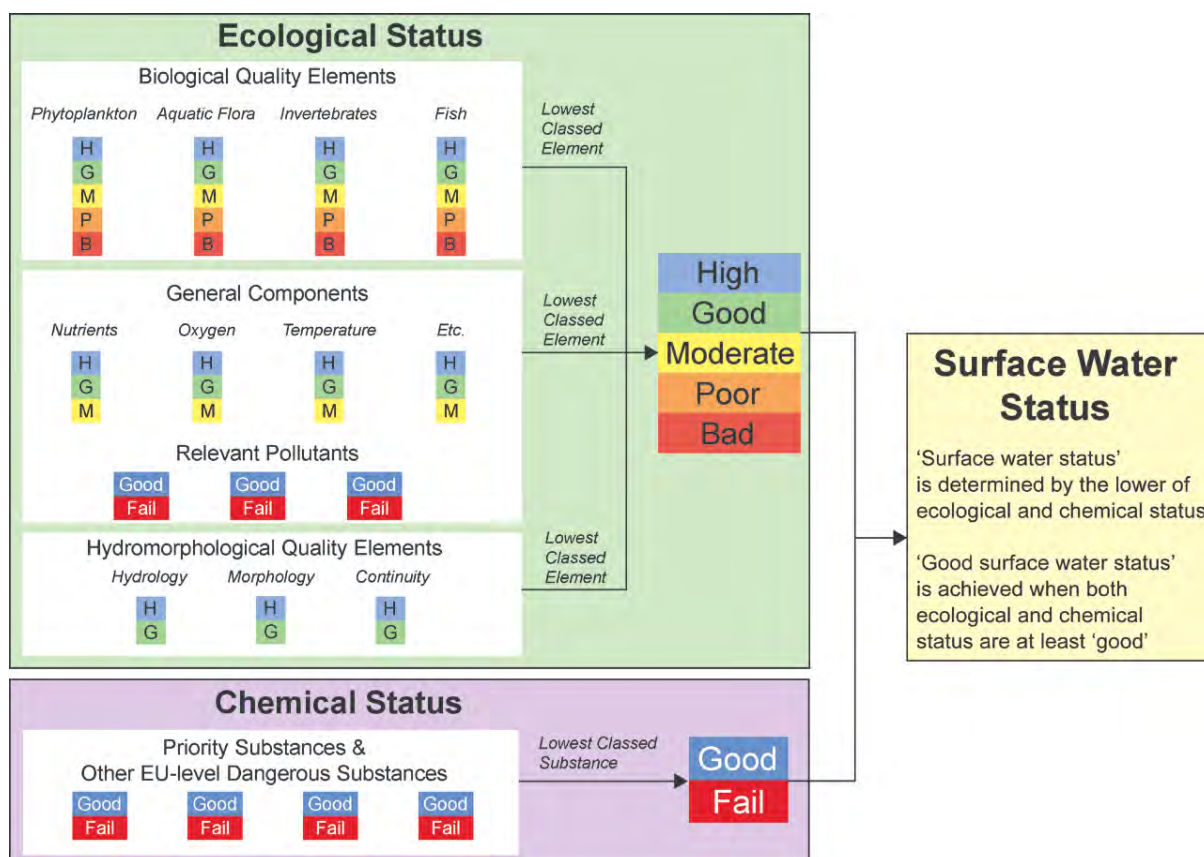 Ecological Status
Biological Quality Elements
Phytoplankton Aquatic Flora Invertebrates Fish
H H H H
G G G G
M M M M
P P P P
B B B B
Lowest
Classed
Element
General Components
Nutrients Oxygen Temperature Etc.
H H H H
G G G G
M M M M
Relevant Pollutants
Good Good Good
Fail Fail Fail
Lowest
Classed
Element
Hydromorphological Quality Elements
Hydrology Morphology Continuity
H H H
G G G
Lowest
Classed
Element
High
Good
Moderate
Poor
Bad
Chemical Status
Priority Substances &
Other EU-level Dangerous Substances
Good Good Good Good
Fail Fail Fail Fail
Lowest Classed
Substance
Good
Fail
Surface Water
Status
‘Surface water status’
is determined by the lower of
ecological and chemical status
‘Good surface water status’
is achieved when both
ecological and chemical
status are at least ‘good’